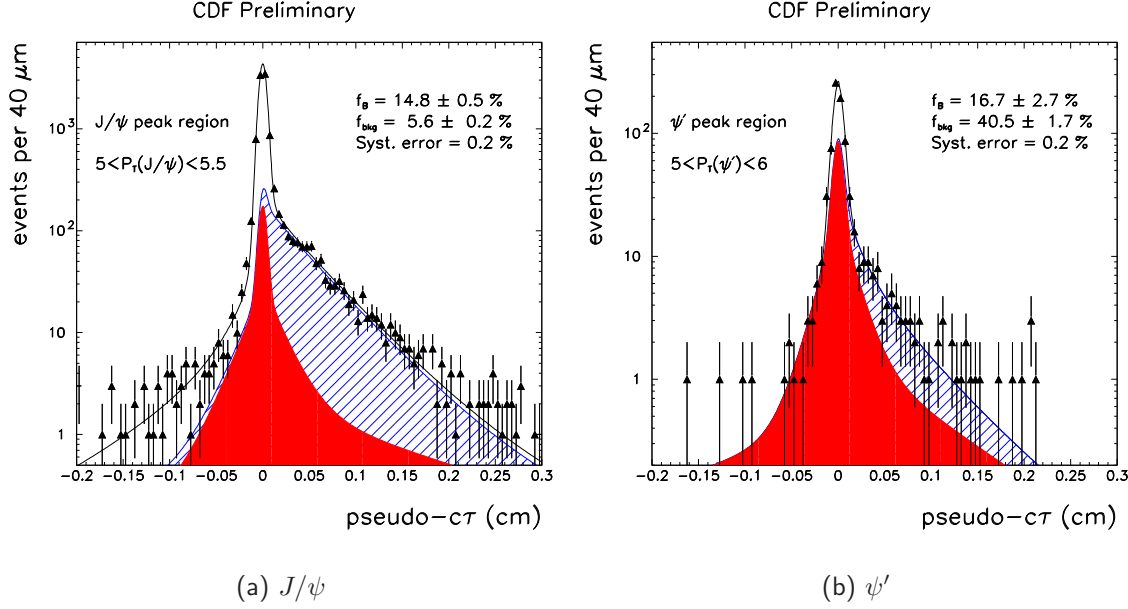 CDF Preliminary
events per 40 μm
10³
10²
10
1
J/ψ peak region
5<P_T(J/ψ)<5.5
f_B = 14.8 ± 0.5 %
f_bkg = 5.6 ± 0.2 %
Syst. error = 0.2 %
-0.2 -0.15 -0.1 -0.05 0 0.05 0.1 0.15 0.2 0.25 0.3
pseudo-cτ (cm)
(a) J/ψ
CDF Preliminary
events per 40 μm
10²
10
1
ψ' peak region
5<P_T(ψ')<6
f_B = 16.7 ± 2.7 %
f_bkg = 40.5 ± 1.7 %
Syst. error = 0.2 %
-0.2 -0.15 -0.1 -0.05 0 0.05 0.1 0.15 0.2 0.25 0.3
pseudo-cτ (cm)
(b) ψ′